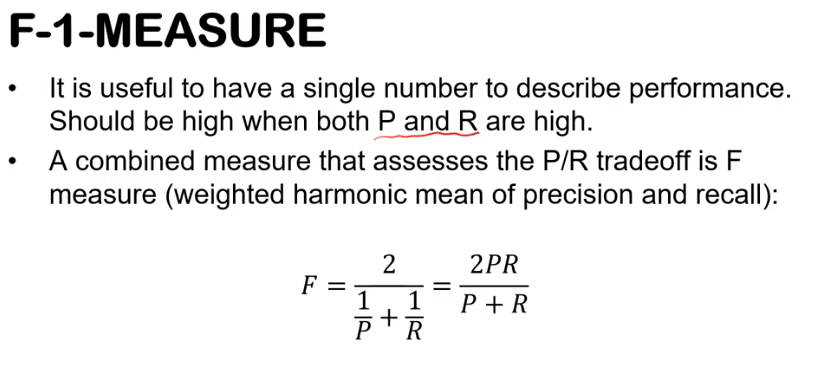 F-1-MEASURE
• It is useful to have a single number to describe performance.
Should be high when both P and R are high.
• A combined measure that assesses the P/R tradeoff is F
measure (weighted harmonic mean of precision and recall):
F = 2 / (1/P + 1/R) = 2PR / (P + R)